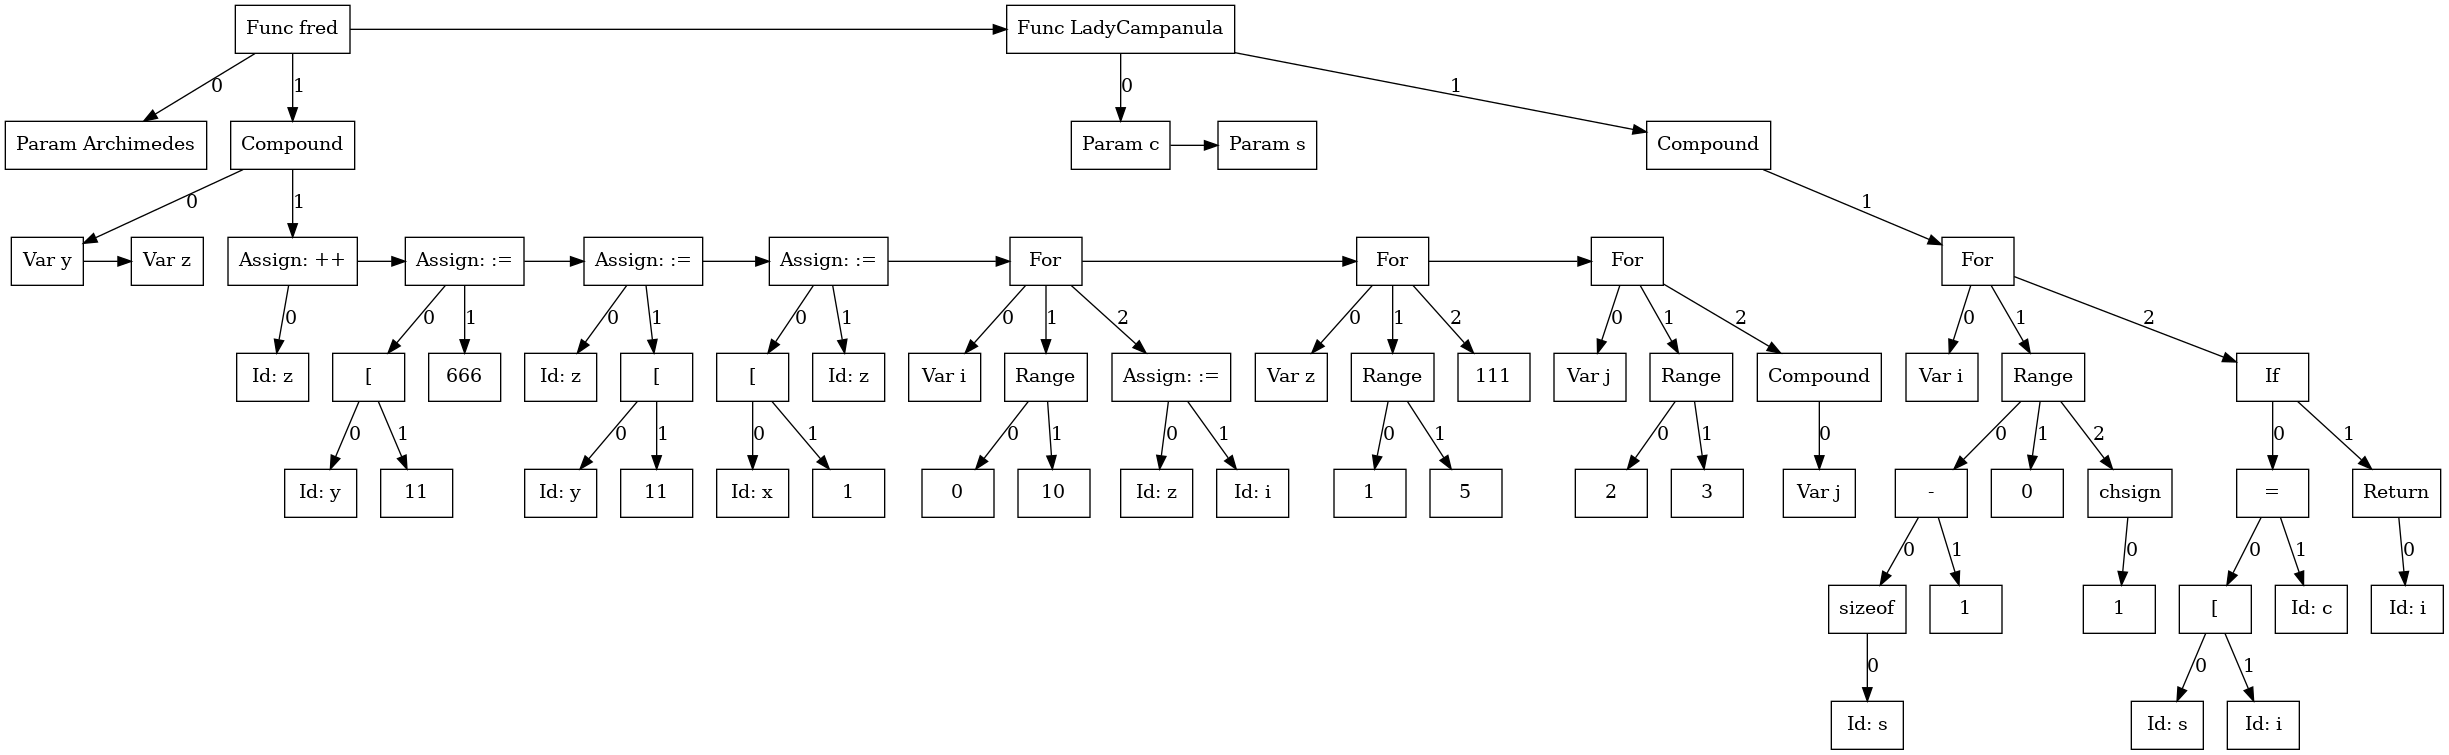 Func fred
Func LadyCampanula
0
1
0
1
Param Archimedes
Compound
Param c
Param s
Compound
0
1
1
Var y
Var z
Assign: ++
Assign: :=
Assign: :=
Assign: :=
For
For
For
For
0
0
1
0
1
0
1
0
1
2
0
1
2
0
1
2
0
1
2
Id: z
[
666
Id: z
[
[
Id: z
Var i
Range
Assign: :=
Var z
Range
111
Var j
Range
Compound
Var i
Range
If
0
1
0
1
0
1
0
1
0
1
0
1
0
1
0
0
1
2
0
1
Id: y
11
Id: y
11
Id: x
1
0
10
Id: z
Id: i
1
5
2
3
Var j
-
0
chsign
=
Return
0
1
0
0
1
0
sizeof
1
1
[
Id: c
Id: i
0
0
1
Id: s
Id: s
Id: i